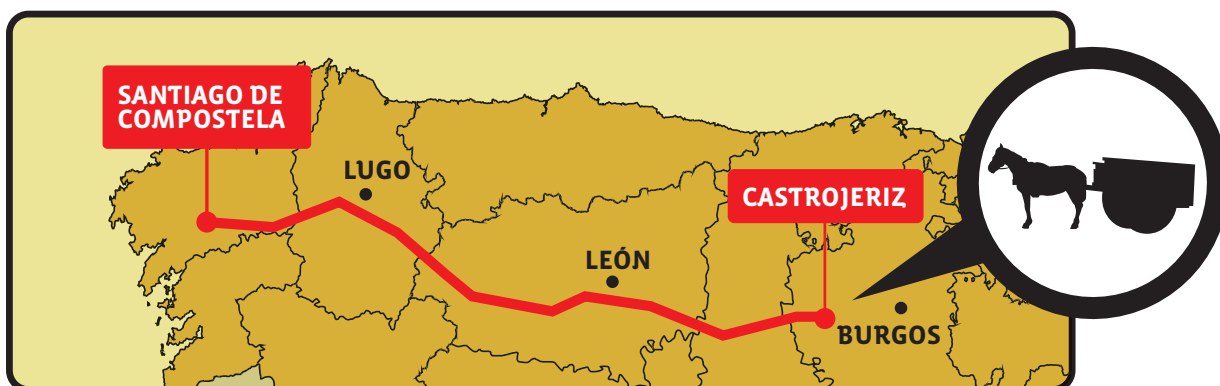 SANTIAGO DE
COMPOSTELA
LUGO
CASTROJERIZ
LEÓN
BURGOS